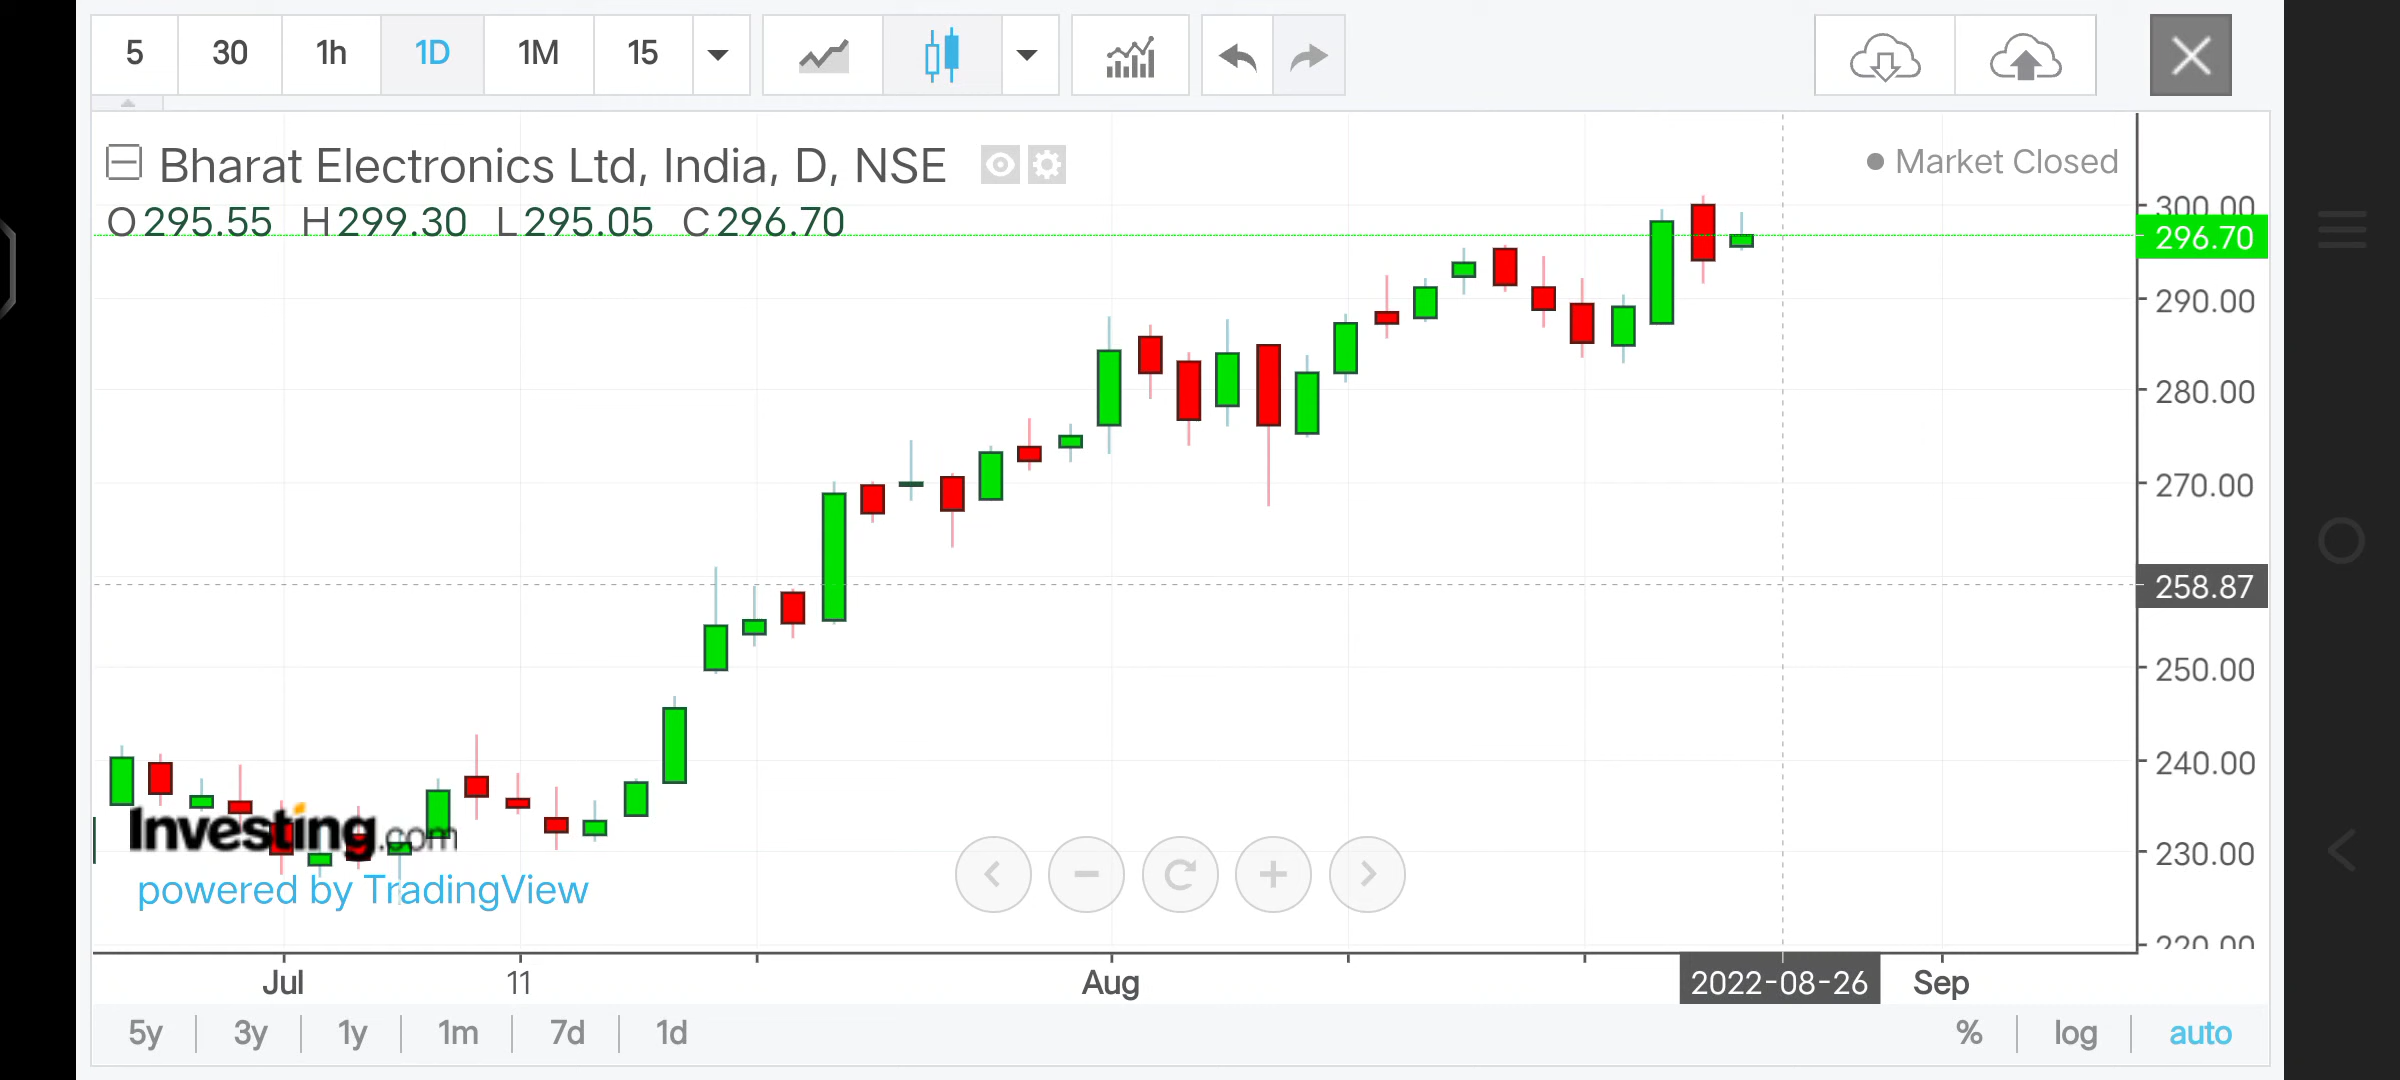 5 30 1h 1D 1M 15
Bharat Electronics Ltd, India, D, NSE
Market Closed
O 295.55 H 299.30 L 295.05 C 296.70
300.00
296.70
290.00
280.00
270.00
258.87
250.00
240.00
230.00
220.00
Investing.com
powered by TradingView
Jul 11 Aug 2022-08-26 Sep
5y 3y 1y 1m 7d 1d % log auto